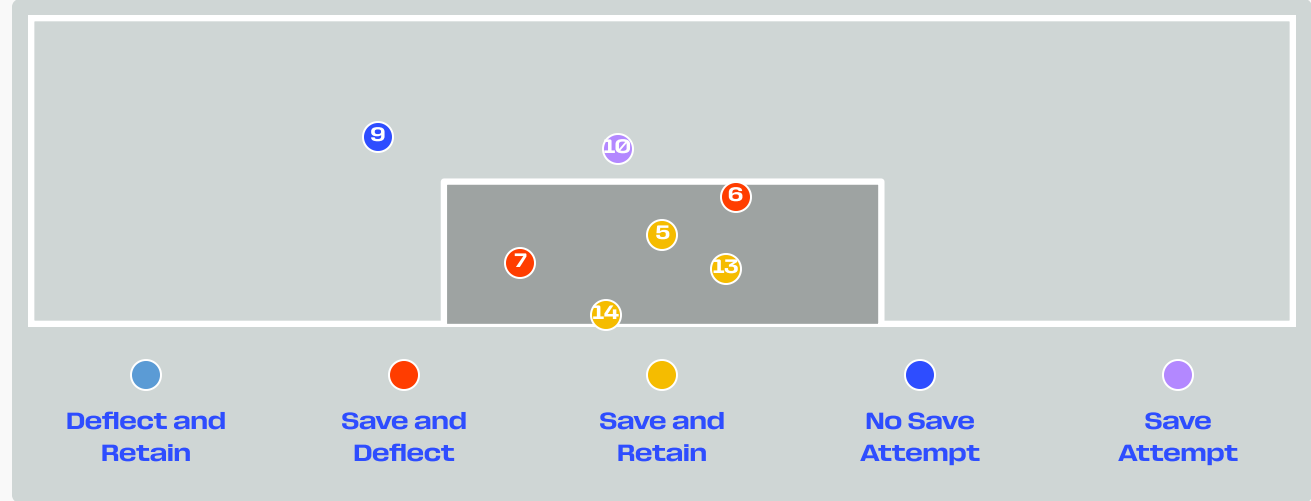 9
10
6
5
7
13
14
Deflect and
Retain
Save and
Deflect
Save and
Retain
No Save
Attempt
Save
Attempt